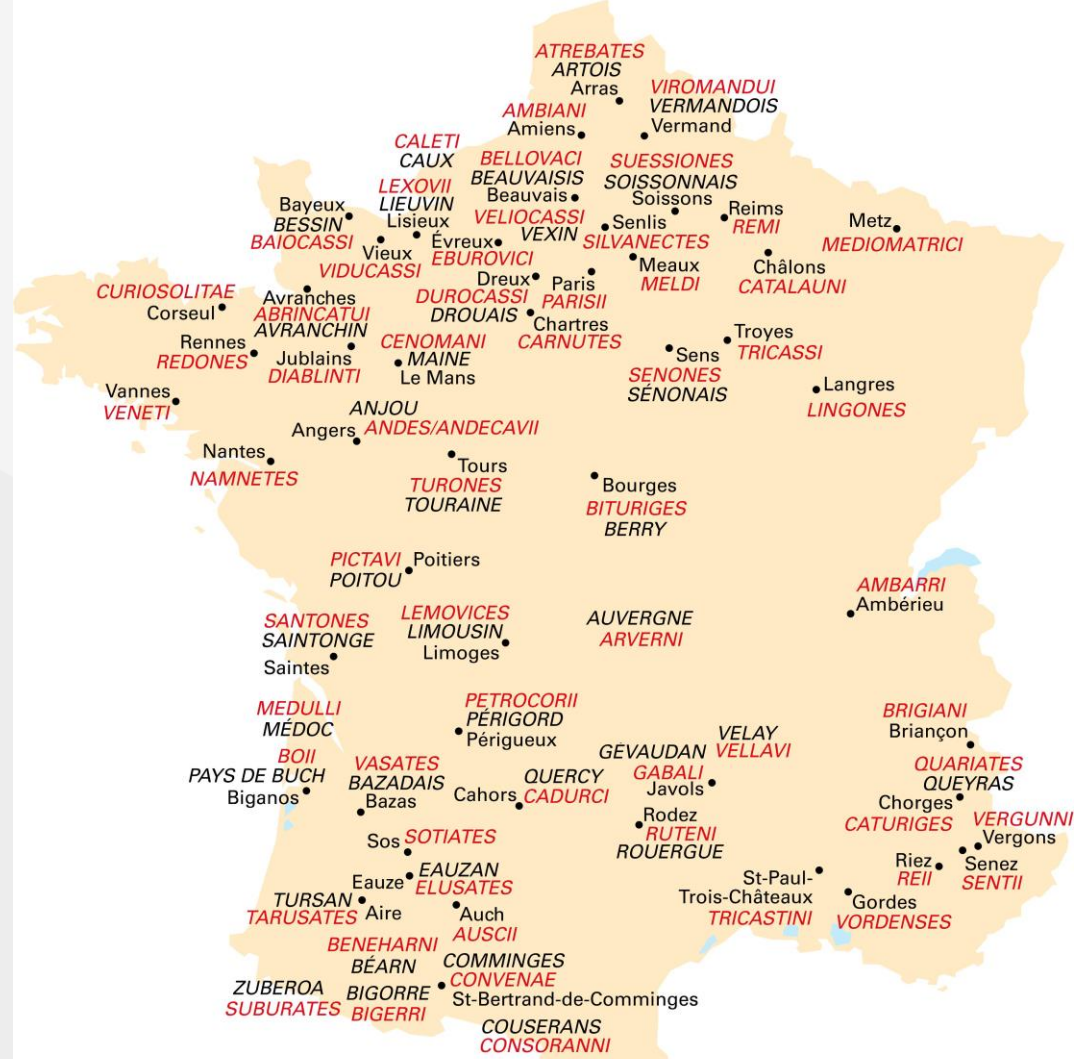 ATREBATES
ARTOIS
Arras
VIROMANDUI
VERMANDOIS
Vermand
AMBIANI
Amiens
CALETI
CAUX
BELLOVACI
BEAUVAISIS
Beauvais
SUESSIONES
SOISSONNAIS
Soissons
LEXOVII
LIEUVIN
Lisieux
Bayeux
BESSIN
BAIOCASSI
Vieux
VIDUCASSI
VELIOCASSI
VEXIN
Senlis
SILVANECTES
Reims
REMI
Metz
MEDIOMATRICI
Évreux
EBUROVICI
Meaux
MELDI
Châlons
CATALAUNI
Dreux
DUROCASSI
DROUAIS
Paris
PARISII
CURIOSOLITAE
Corseul
Avranches
ABRINCATUI
AVRANCHIN
Chartres
CARNUTES
Rennes
REDONES
Jublains
DIABLINTI
CENOMANI
MAINE
Le Mans
Sens
SENONES
SÉNONAIS
Troyes
TRICASSI
Langres
LINGONES
Vannes
VENETI
ANJOU
Angers
ANDES/ANDECAVII
Nantes
NAMNETES
Tours
TURONES
TOURAINE
Bourges
BITURIGES
BERRY
PICTAVI
Poitiers
POITOU
AMBARRI
Ambérieu
SANTONES
SAINTONGE
Saintes
LEMOVICES
LIMOUSIN
Limoges
AUVERGNE
ARVERNI
MEDULLI
MÉDOC
PETROCORII
PÉRIGORD
Périgueux
BRIGIANI
Briançon
VELAY
VELLAVI
GÉVAUDAN
GABALI
Javols
BOII
PAYS DE BUCH
Biganos
VASATES
BAZADAIS
Bazas
QUERCY
Cahors
CADURCI
QUARIATES
QUEYRAS
Chorges
CATURIGES
VERGUNNI
Vergons
Rodez
RUTENI
ROUERGUE
Sos
SOTIATES
Riez
REII
Senez
SENTII
EAUZAN
Eauze
ELUSATES
St-Paul-
Trois-Châteaux
TRICASTINI
Gordes
VORDENSES
TURSAN
TARUSATES
Aire
Auch
AUSCII
BENEHARNI
BÉARN
COMMINGES
CONVENAE
St-Bertrand-de-Comminges
ZUBEROA
SUBURATES
BIGORRE
BIGERRI
COUSERANS
CONSORANNI